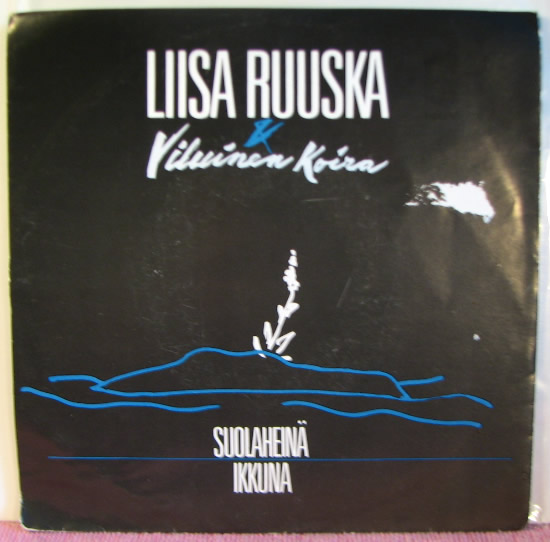 LIISA RUUSKA
&
Viluinen Koira
SUOLAHEINÄ
IKKUNA